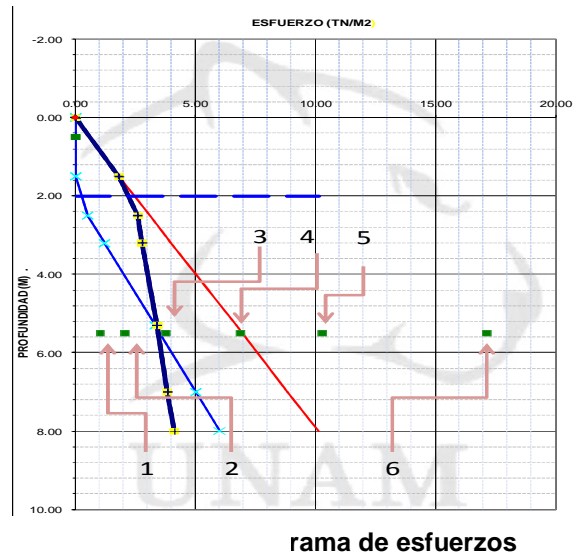 ESFUERZO (TN/M2)
-2.00
0.00 5.00 10.00 15.00 20.00
0.00
2.00
3 4 5
4.00
PROFUNDIDAD(M) .
6.00
8.00
1 2 6
UNAM
10.00
rama de esfuerzos